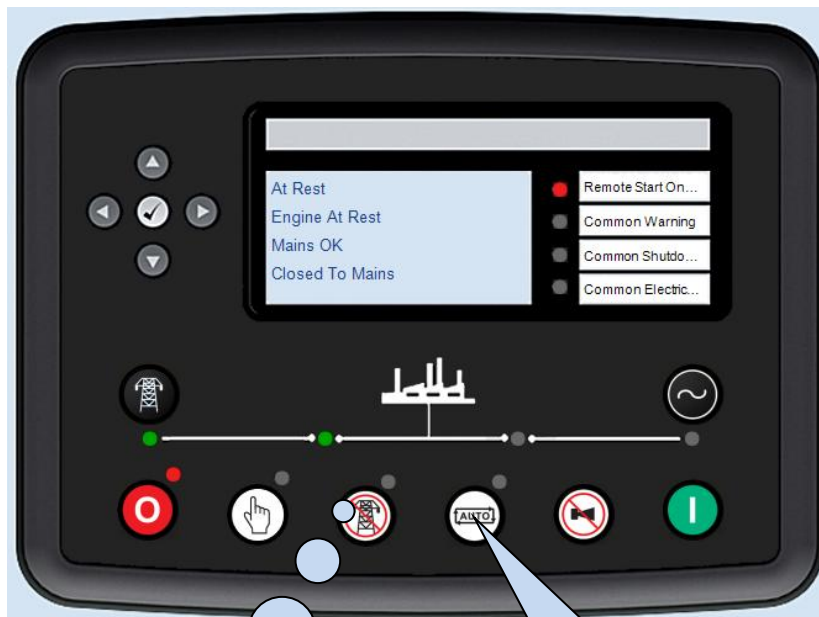 At Rest
Engine At Rest
Mains OK
Closed To Mains
Remote Start On...
Common Warning
Common Shutdo...
Common Electric...
O
AUTO
I